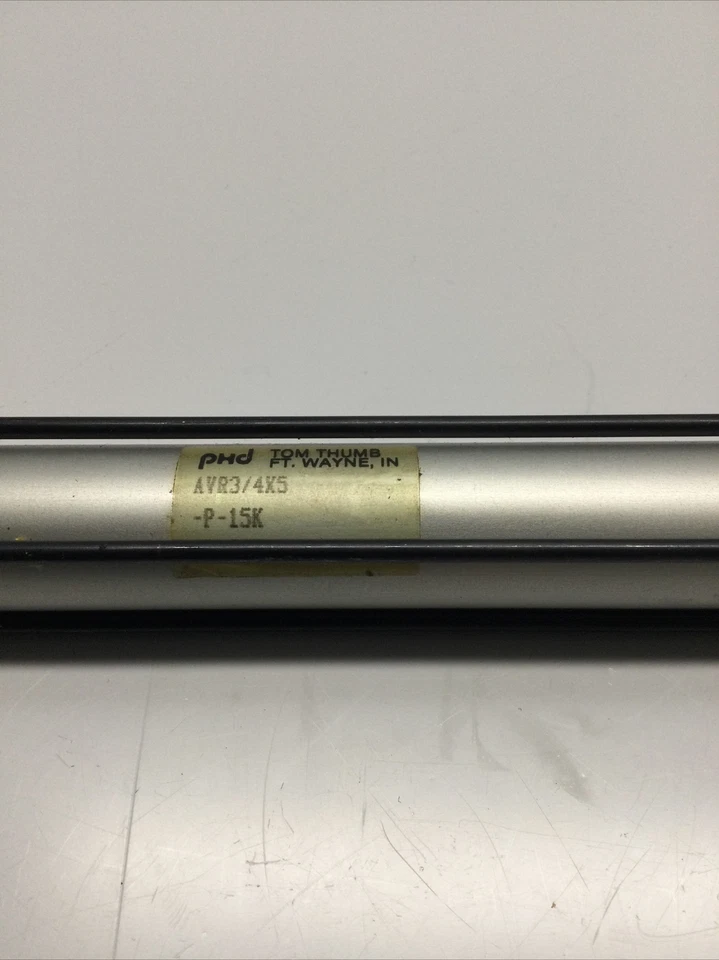 PHD TOM THUMB
FT. WAYNE, IN
AVR3/4X5
-P-15K